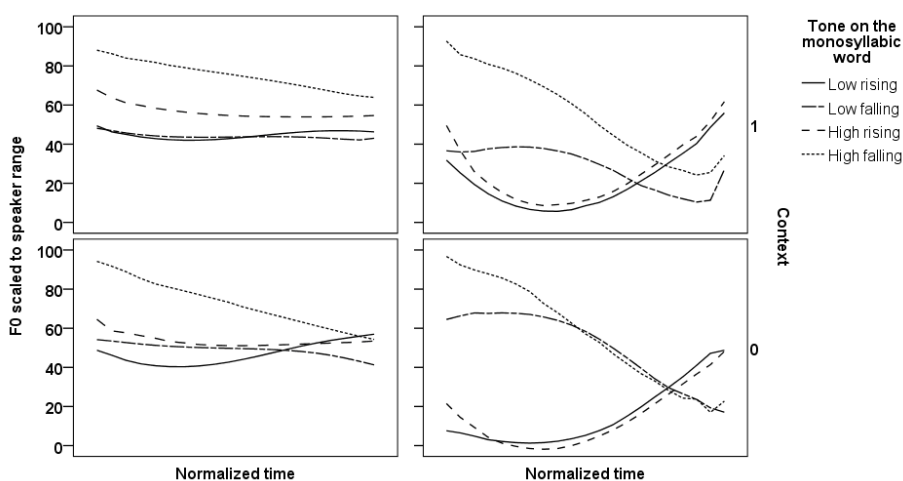 100
80
60
40
20
0
100
80
60
40
20
0
F0 scaled to speaker range
Normalized time
Normalized time
1
0
Context
Tone on the
monosyllabic
word
Low rising
Low falling
High rising
High falling